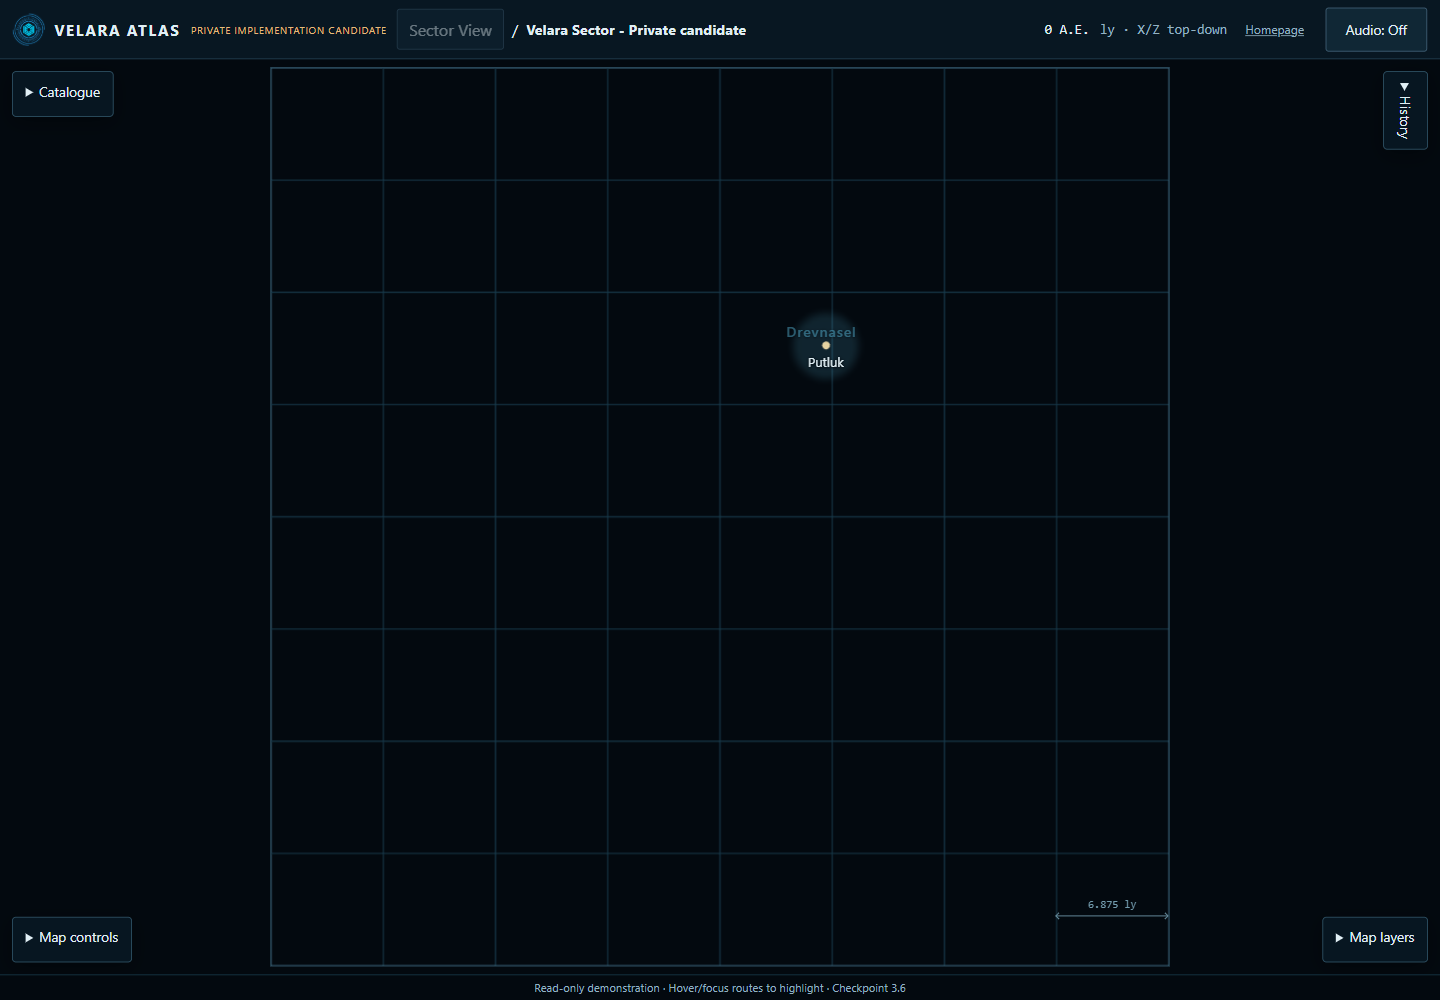 VELARA ATLAS PRIVATE IMPLEMENTATION CANDIDATE Sector View / Velara Sector - Private candidate 0 A.E. ly · X/Z top-down Homepage Audio: Off
Catalogue
History
Drevnasel
Putluk
6.875 ly
Map controls
Map layers
Read-only demonstration · Hover/focus routes to highlight · Checkpoint 3.6